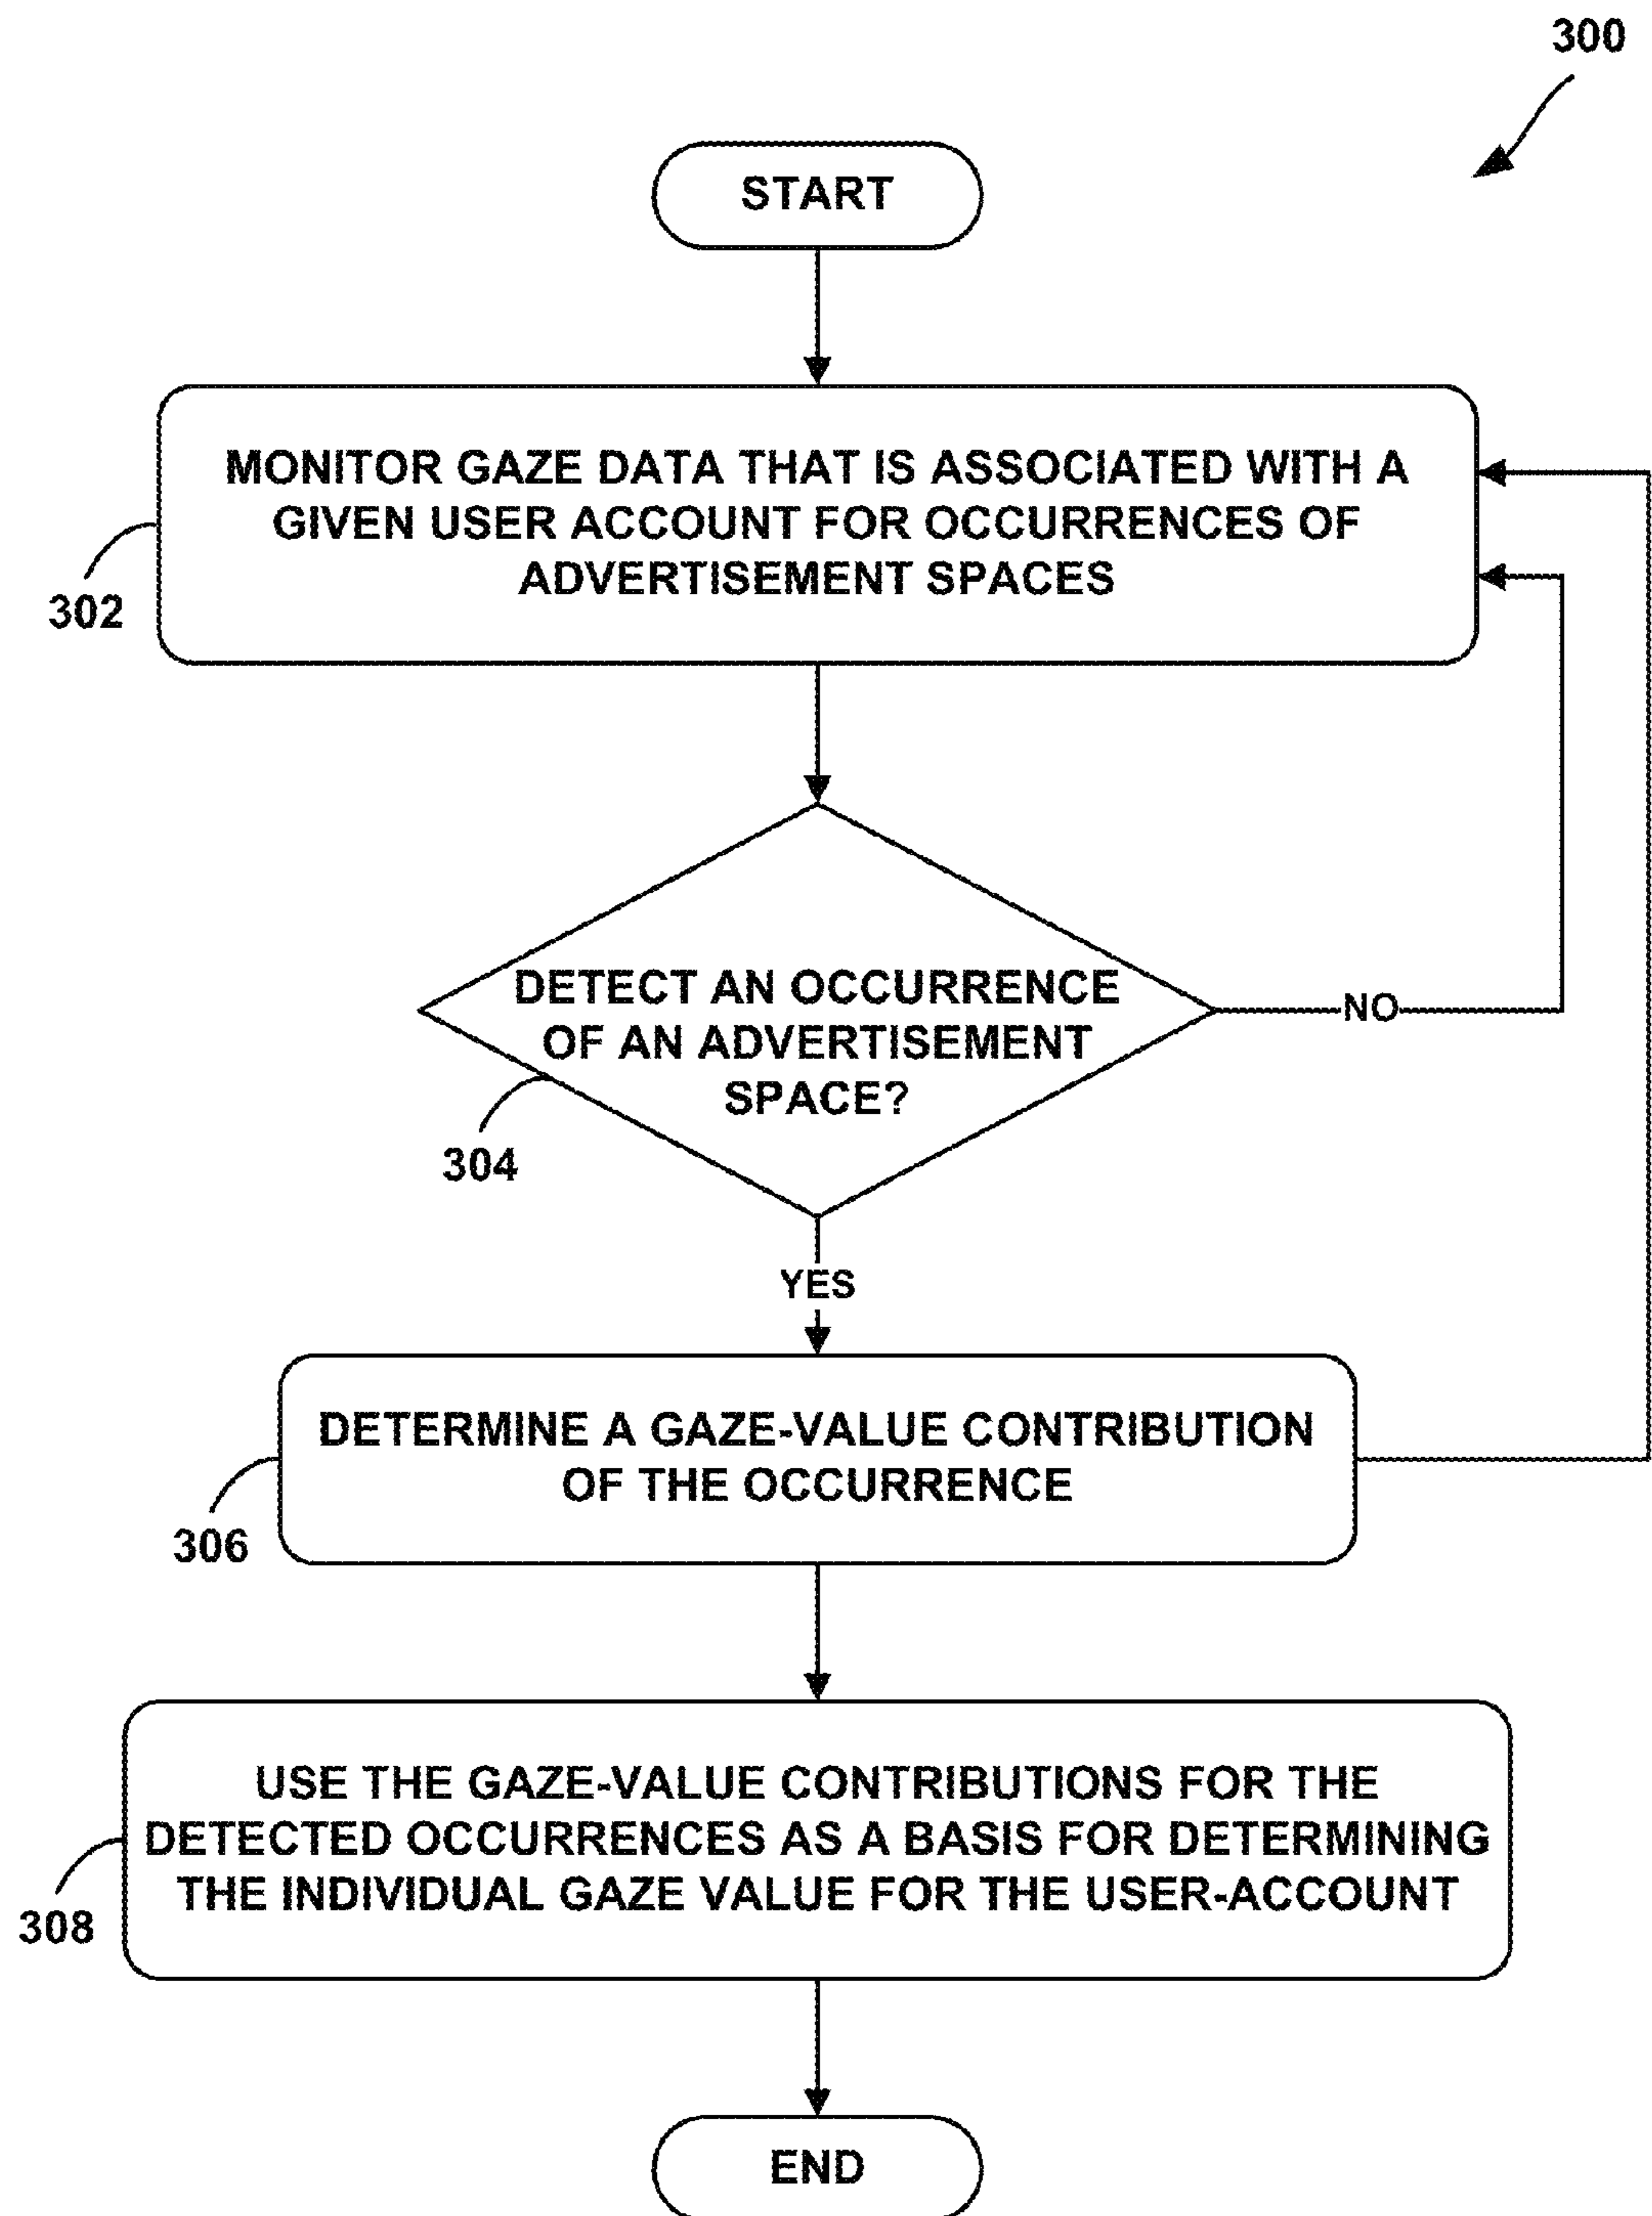 300
START
MONITOR GAZE DATA THAT IS ASSOCIATED WITH A
GIVEN USER ACCOUNT FOR OCCURRENCES OF
ADVERTISEMENT SPACES
302
DETECT AN OCCURRENCE
OF AN ADVERTISEMENT
SPACE?
NO
304
YES
DETERMINE A GAZE-VALUE CONTRIBUTION
OF THE OCCURRENCE
306
USE THE GAZE-VALUE CONTRIBUTIONS FOR THE
DETECTED OCCURRENCES AS A BASIS FOR DETERMINING
THE INDIVIDUAL GAZE VALUE FOR THE USER-ACCOUNT
308
END